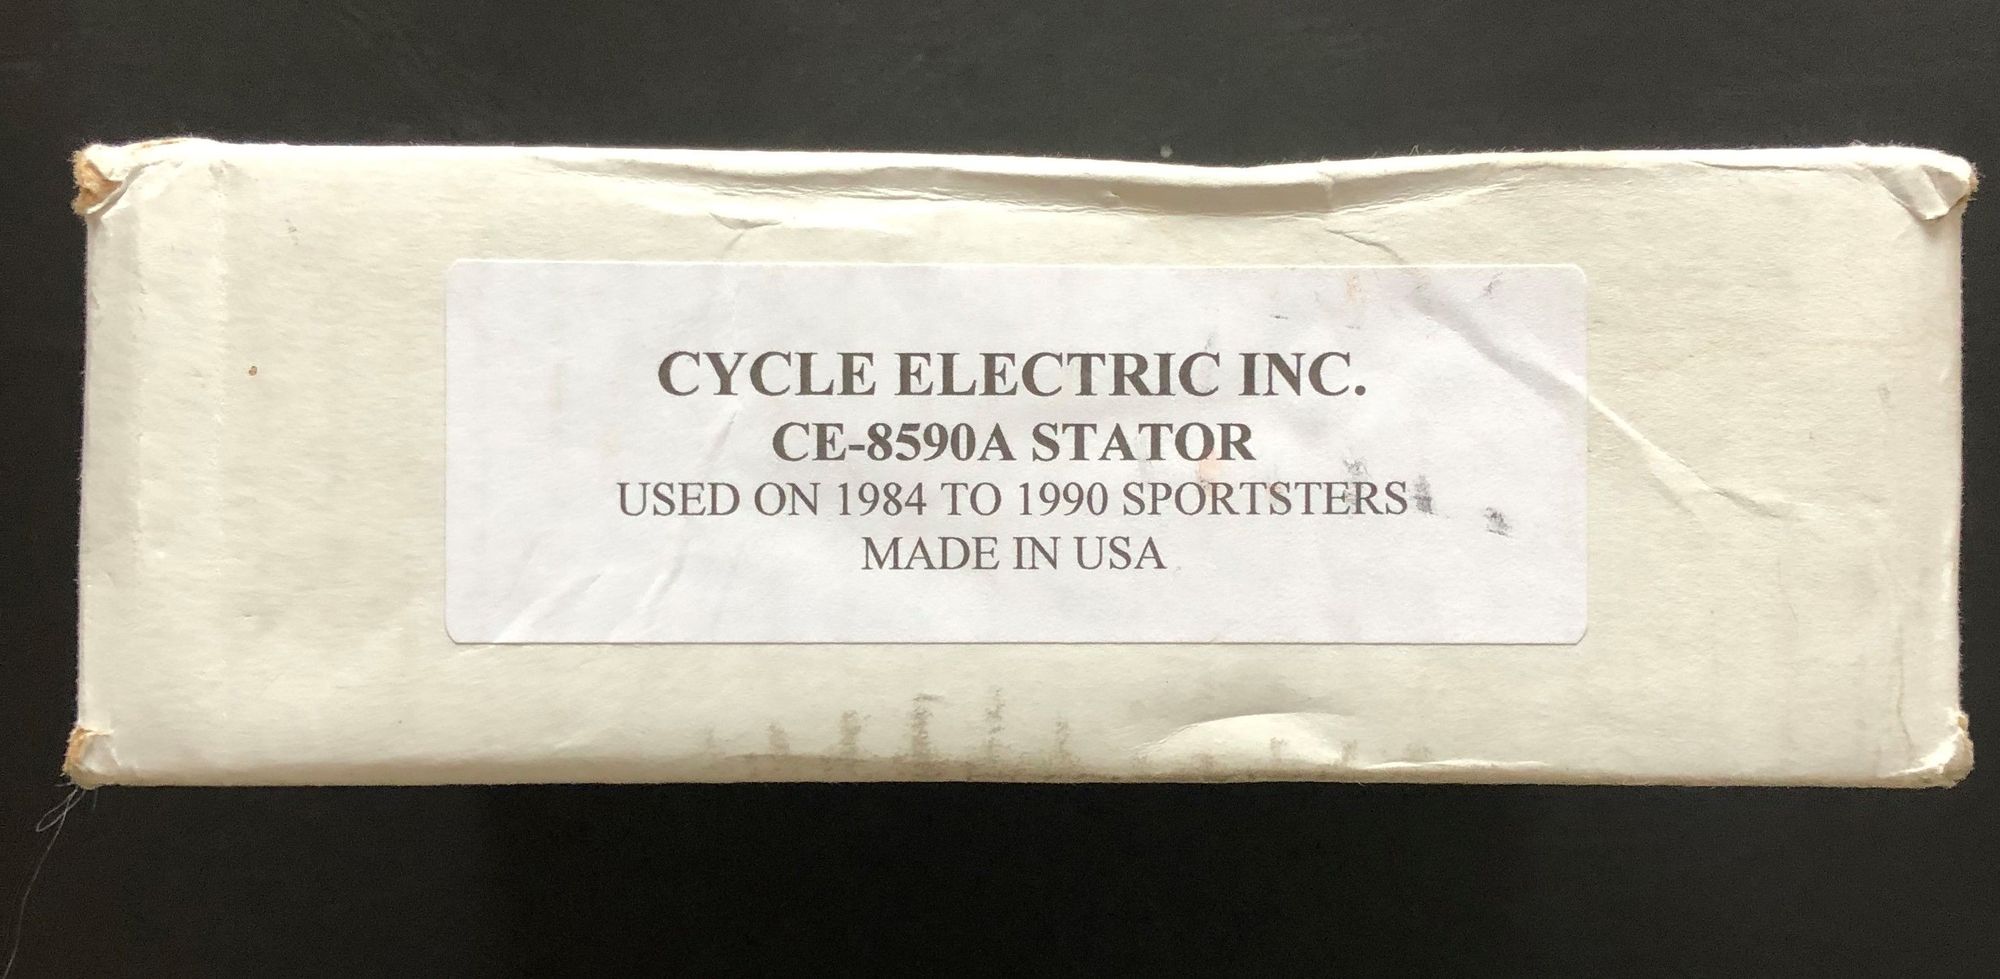 CYCLE ELECTRIC INC.
CE-8590A STATOR
USED ON 1984 TO 1990 SPORTSTERS
MADE IN USA